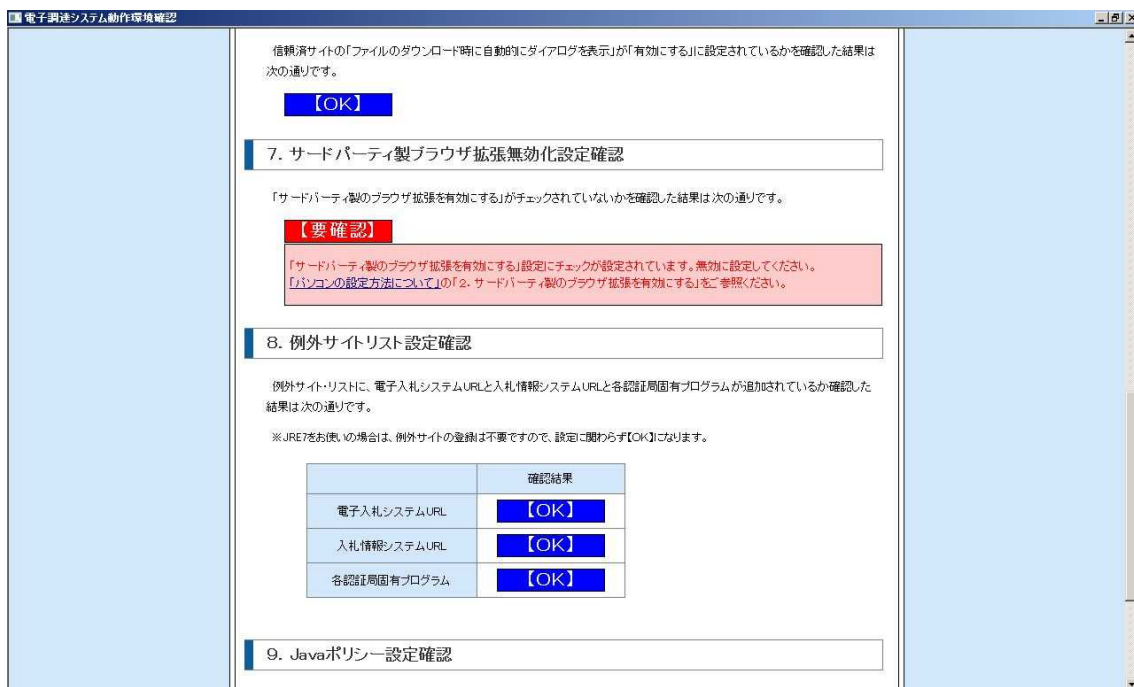 電子調達システム動作環境確認
信頼済サイトの「ファイルのダウンロード時に自動的にダイアログを表示」が「有効にする」に設定されているかを確認した結果は
次の通りです。
【OK】
7. サードパーティ製ブラウザ拡張無効化設定確認
「サードパーティ製のブラウザ拡張を有効にする」がチェックされていないかを確認した結果は次の通りです。
【要確認】
「サードパーティ製のブラウザ拡張を有効にする」設定にチェックが設定されています。無効に設定してください。
「パソコンの設定方法について」の「2. サードパーティ製のブラウザ拡張を有効にする」をご参照ください。
8. 例外サイトリスト設定確認
例外サイト・リストに、電子入札システムURLと入札情報システムURLと各認証局固有プログラムが追加されているか確認した
結果は次の通りです。
※JRE7をお使いの場合は、例外サイトの登録は不要ですので、設定に関わらず【OK】になります。
確認結果
電子入札システムURL 【OK】
入札情報システムURL 【OK】
各認証局固有プログラム 【OK】
9. Javaポリシー設定確認